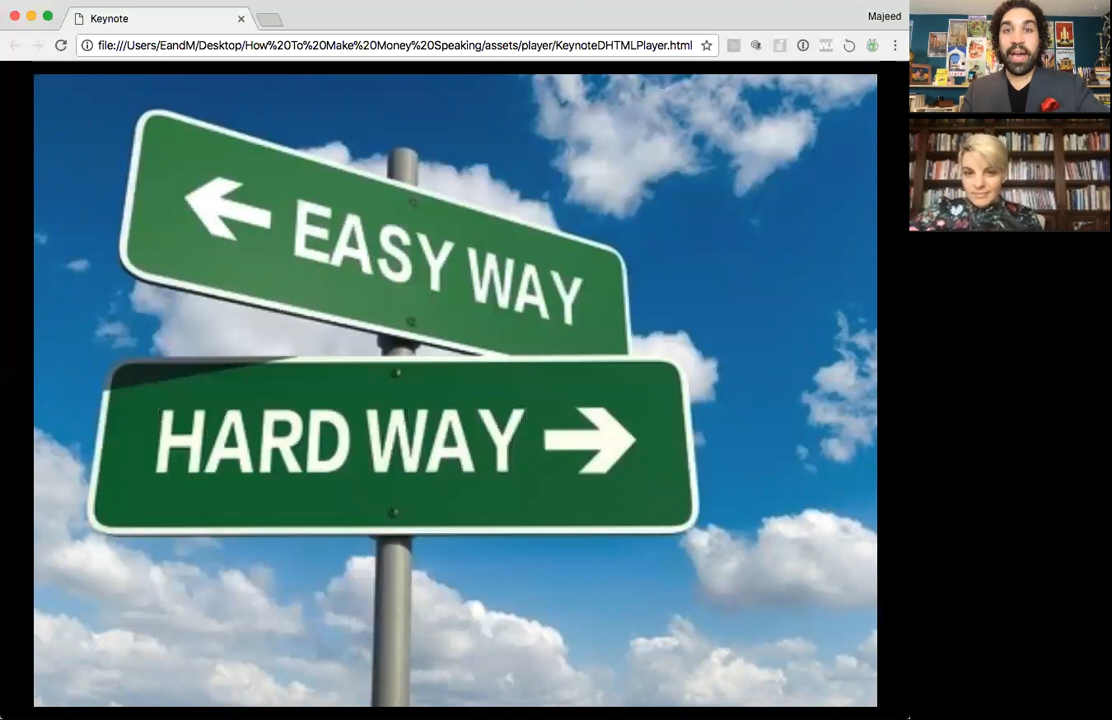 Keynote
Majeed
file:///Users/EandM/Desktop/How%20To%20Make%20Money%20Speaking/assets/player/KeynoteDHTMLPlayer.html
EASY WAY
HARD WAY